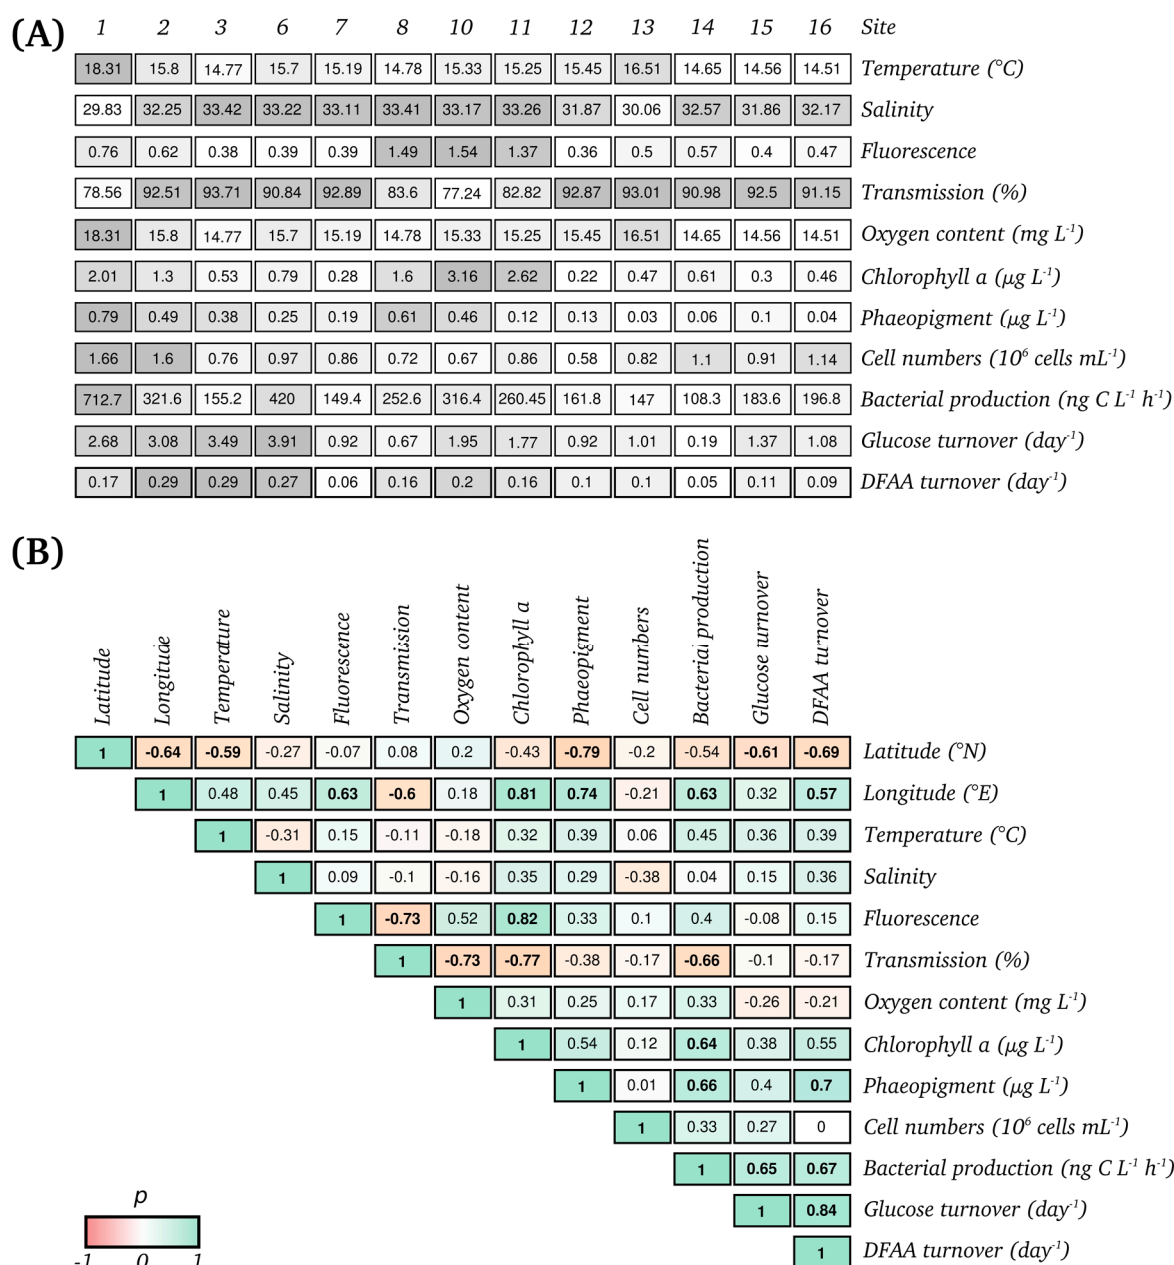 (A) 1 2 3 6 7 8 10 11 12 13 14 15 16 Site
18.31 15.8 14.77 15.7 15.19 14.78 15.33 15.25 15.45 16.51 14.65 14.56 14.51 Temperature (°C)
29.83 32.25 33.42 33.22 33.11 33.41 33.17 33.26 31.87 30.06 32.57 31.86 32.17 Salinity
0.76 0.62 0.38 0.39 0.39 1.49 1.54 1.37 0.36 0.5 0.57 0.4 0.47 Fluorescence
78.56 92.51 93.71 90.84 92.89 83.6 77.24 82.82 92.87 93.01 90.98 92.5 91.15 Transmission (%)
18.31 15.8 14.77 15.7 15.19 14.78 15.33 15.25 15.45 16.51 14.65 14.56 14.51 Oxygen content (mg L⁻¹)
2.01 1.3 0.53 0.79 0.28 1.6 3.16 2.62 0.22 0.47 0.61 0.3 0.46 Chlorophyll a (µg L⁻¹)
0.79 0.49 0.38 0.25 0.19 0.61 0.46 0.12 0.13 0.03 0.06 0.1 0.04 Phaeopigment (µg L⁻¹)
1.66 1.6 0.76 0.97 0.86 0.72 0.67 0.86 0.58 0.82 1.1 0.91 1.14 Cell numbers (10⁶ cells mL⁻¹)
712.7 321.6 155.2 420 149.4 252.6 316.4 260.45 161.8 147 108.3 183.6 196.8 Bacterial production (ng C L⁻¹ h⁻¹)
2.68 3.08 3.49 3.91 0.92 0.67 1.95 1.77 0.92 1.01 0.19 1.37 1.08 Glucose turnover (day⁻¹)
0.17 0.29 0.29 0.27 0.06 0.16 0.2 0.16 0.1 0.1 0.05 0.11 0.09 DFAA turnover (day⁻¹)
(B)
Latitude
Longitude
Temperature
Salinity
Fluorescence
Transmission
Oxygen content
Chlorophyll a
Phaeopigment
Cell numbers
Bacterial production
Glucose turnover
DFAA turnover
1 -0.64 -0.59 -0.27 -0.07 0.08 0.2 -0.43 -0.79 -0.2 -0.54 -0.61 -0.69 Latitude (°N)
1 0.48 0.45 0.63 -0.6 0.18 0.81 0.74 -0.21 0.63 0.32 0.57 Longitude (°E)
1 -0.31 0.15 -0.11 -0.18 0.32 0.39 0.06 0.45 0.36 0.39 Temperature (°C)
1 0.09 -0.1 -0.16 0.35 0.29 -0.38 0.04 0.15 0.36 Salinity
1 -0.73 0.52 0.82 0.33 0.1 0.4 -0.08 0.15 Fluorescence
1 -0.73 -0.77 -0.38 -0.17 -0.66 -0.1 -0.17 Transmission (%)
1 0.31 0.25 0.17 0.33 -0.26 -0.21 Oxygen content (mg L⁻¹)
1 0.54 0.12 0.64 0.38 0.55 Chlorophyll a (µg L⁻¹)
1 0.01 0.66 0.4 0.7 Phaeopigment (µg L⁻¹)
1 0.33 0.27 0 Cell numbers (10⁶ cells mL⁻¹)
1 0.65 0.67 Bacterial production (ng C L⁻¹ h⁻¹)
1 0.84 Glucose turnover (day⁻¹)
1 DFAA turnover (day⁻¹)
p
-1 0 1